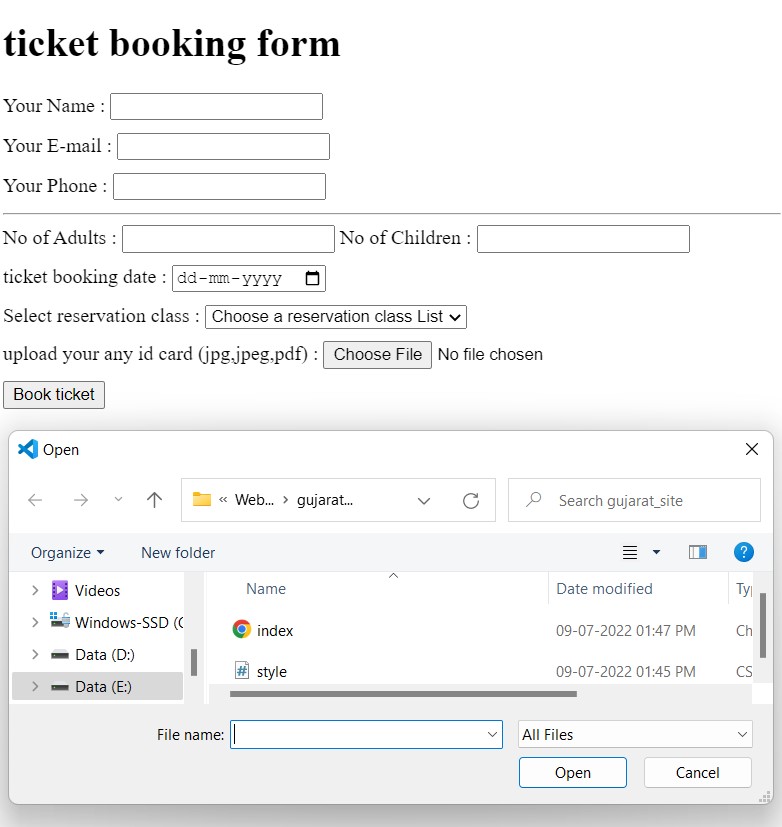 ticket booking form
Your Name :
Your E-mail :
Your Phone :
No of Adults : No of Children :
ticket booking date : dd-mm-yyyy
Select reservation class : Choose a reservation class List
upload your any id card (jpg,jpeg,pdf) : Choose File No file chosen
Book ticket
Open
« Web... › gujarat...
Search gujarat_site
Organize New folder ?
Name Date modified
Videos
Windows-SSD (
Data (D:)
Data (E:)
index 09-07-2022 01:47 PM Ch
# style 09-07-2022 01:45 PM CS
File name: All Files
Open Cancel